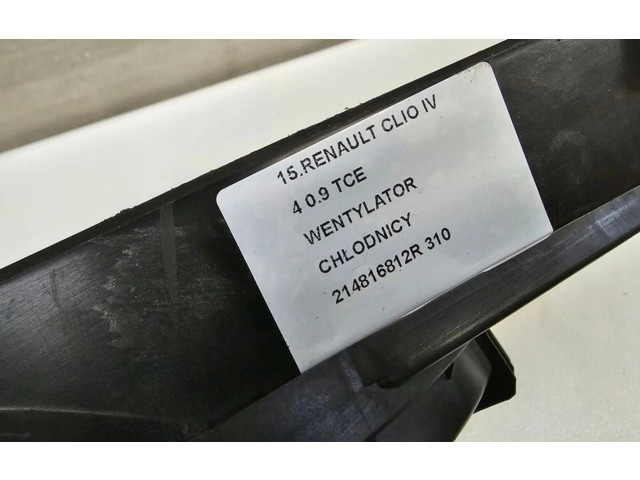 15.RENAULT CLIO IV
4 0.9 TCE
WENTYLATOR
CHLODNICY
214816812R 310